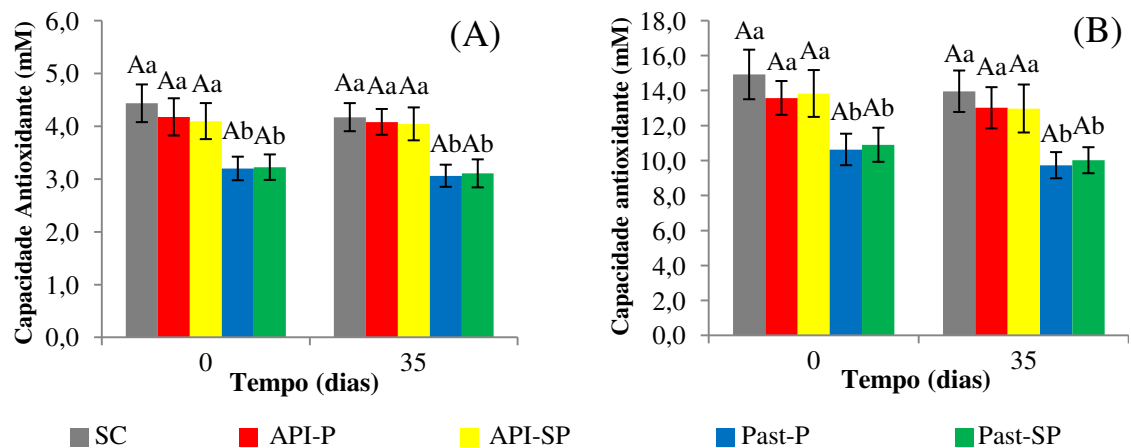 (A)
Capacidade Antioxidante (mM)
6,0
5,0
4,0
3,0
2,0
1,0
0,0
Aa Aa Aa Ab Ab
Aa Aa Aa Ab Ab
0 35
Tempo (dias)
(B)
Capacidade antioxidante (mM)
18,0
16,0
14,0
12,0
10,0
8,0
6,0
4,0
2,0
0,0
Aa Aa Aa Ab Ab
Aa Aa Aa Ab Ab
0 35
Tempo (dias)
SC API-P API-SP Past-P Past-SP